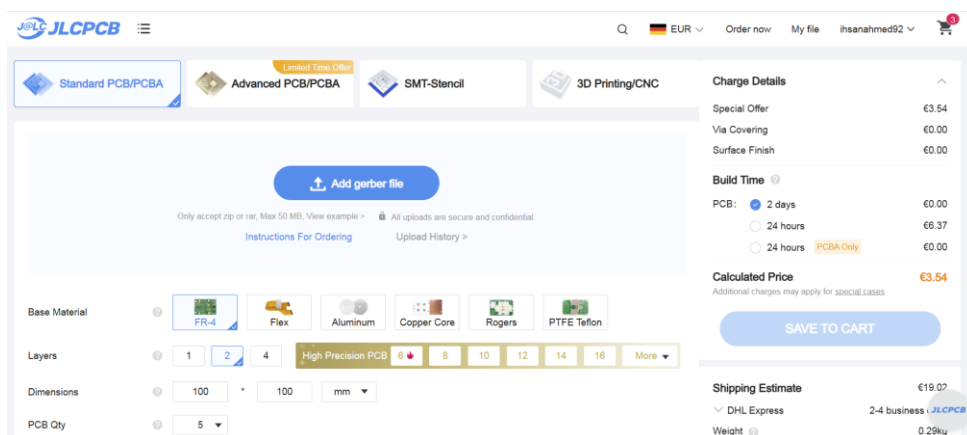 J@LC JLCPCB
EUR
Order now
My file
ihsanahmed92
3
Standard PCB/PCBA
Limited Time Offer
Advanced PCB/PCBA
SMT-Stencil
3D Printing/CNC
Add gerber file
Only accept zip or rar, Max 50 MB, View example >
All uploads are secure and confidential.
Instructions For Ordering
Upload History >
Base Material
FR-4
Flex
Aluminum
Copper Core
Rogers
PTFE Teflon
Layers
1
2
4
High Precision PCB
6
8
10
12
14
16
More
Dimensions
100 * 100 mm
PCB Qty
5
Charge Details
Special Offer €3.54
Via Covering €0.00
Surface Finish €0.00
Build Time
PCB: 2 days €0.00
24 hours €6.37
24 hours PCBA Only €0.00
Calculated Price €3.54
Additional charges may apply for special cases
SAVE TO CART
Shipping Estimate €19.02
DHL Express 2-4 business
JLCPCB
Weight 0.29kg